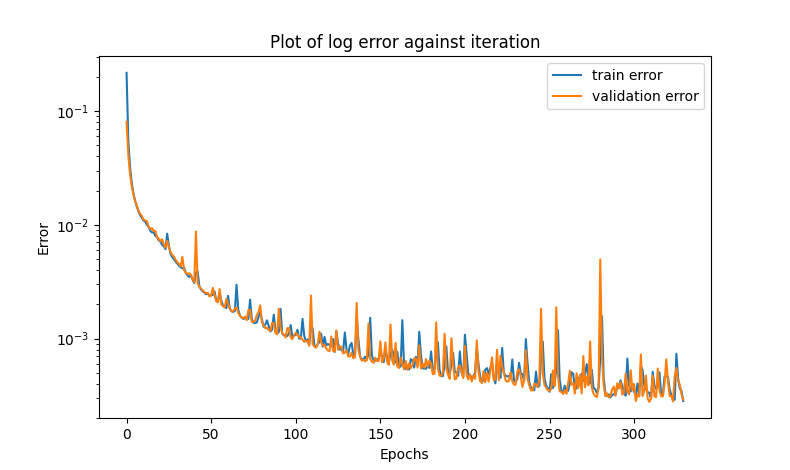 Plot of log error against iteration
train error
validation error
Error
10⁻¹
10⁻²
10⁻³
0 50 100 150 200 250 300
Epochs